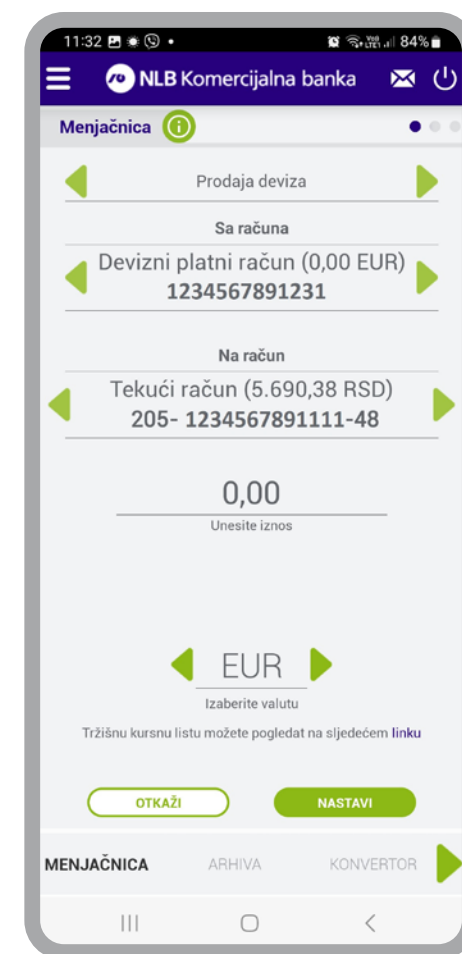 11:32 84%
NLB Komercijalna banka
Menjačnica
Prodaja deviza
Sa računa
Devizni platni račun (0,00 EUR)
1234567891231
Na račun
Tekući račun (5.690,38 RSD)
205- 1234567891111-48
0,00
Unesite iznos
EUR
Izaberite valutu
Tržišnu kursnu listu možete pogledat na sljedećem linku
OTKAŽI NASTAVI
MENJAČNICA ARHIVA KONVERTOR